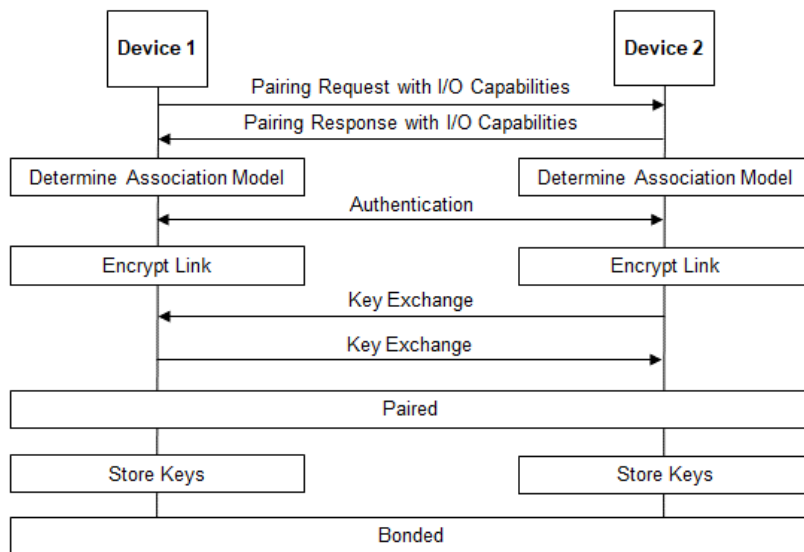 Device 1
Device 2
Pairing Request with I/O Capabilities
Pairing Response with I/O Capabilities
Determine Association Model
Determine Association Model
Authentication
Encrypt Link
Encrypt Link
Key Exchange
Key Exchange
Paired
Store Keys
Store Keys
Bonded